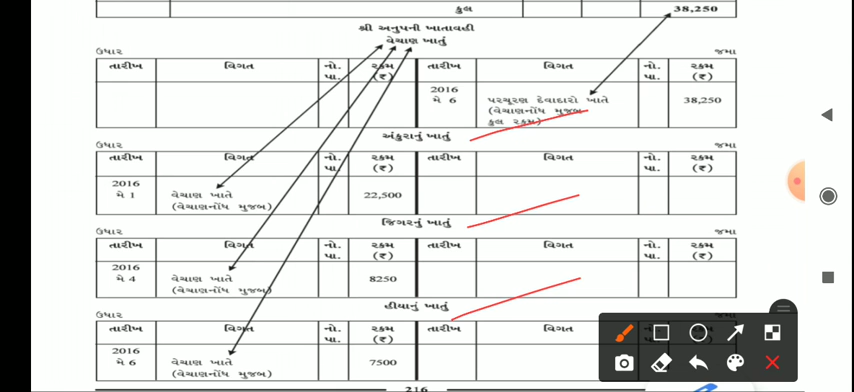 કુલ 38,250
શ્રી અનુપની ખાતાવહી
વેચાણ ખાતું
ઉધાર જમા
તારીખ વિગત નો. પા. રકમ (₹) તારીખ વિગત નો. પા. રકમ (₹)
2016
મે 6 પરચૂરણ દેવાદારો ખાતે 38,250
(વેચાણનોંધ મુજબ
કુલ રકમ)
અંકુરાનું ખાતું
ઉધાર જમા
તારીખ વિગત નો. પા. રકમ (₹) તારીખ વિગત નો. પા. રકમ (₹)
2016
મે 1 વેચાણ ખાતે 22,500
(વેચાણનોંધ મુજબ)
જિગરનું ખાતું
ઉધાર જમા
તારીખ વિગત નો. પા. રકમ (₹) તારીખ વિગત નો. પા. રકમ (₹)
2016
મે 4 વેચાણ ખાતે 8250
(વેચાણનોંધ મુજબ)
હીયાનું ખાતું
ઉધાર
તારીખ વિગત નો. પા. રકમ (₹) તારીખ વિગત
2016
મે 6 વેચાણ ખાતે 7500
(વેચાણનોંધ મુજબ)
216